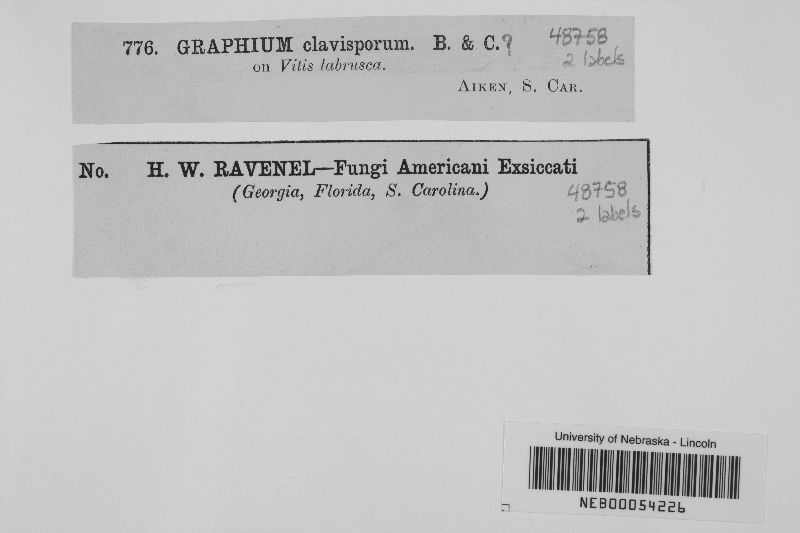 776. GRAPHIUM clavisporum. B. & C.? 48758
on Vitis labrusca. 2 labels
AIKEN, S. CAR.
No. H. W. RAVENEL—Fungi Americani Exsiccati
(Georgia, Florida, S. Carolina.) 48758
2 labels
University of Nebraska - Lincoln
NEB00054226